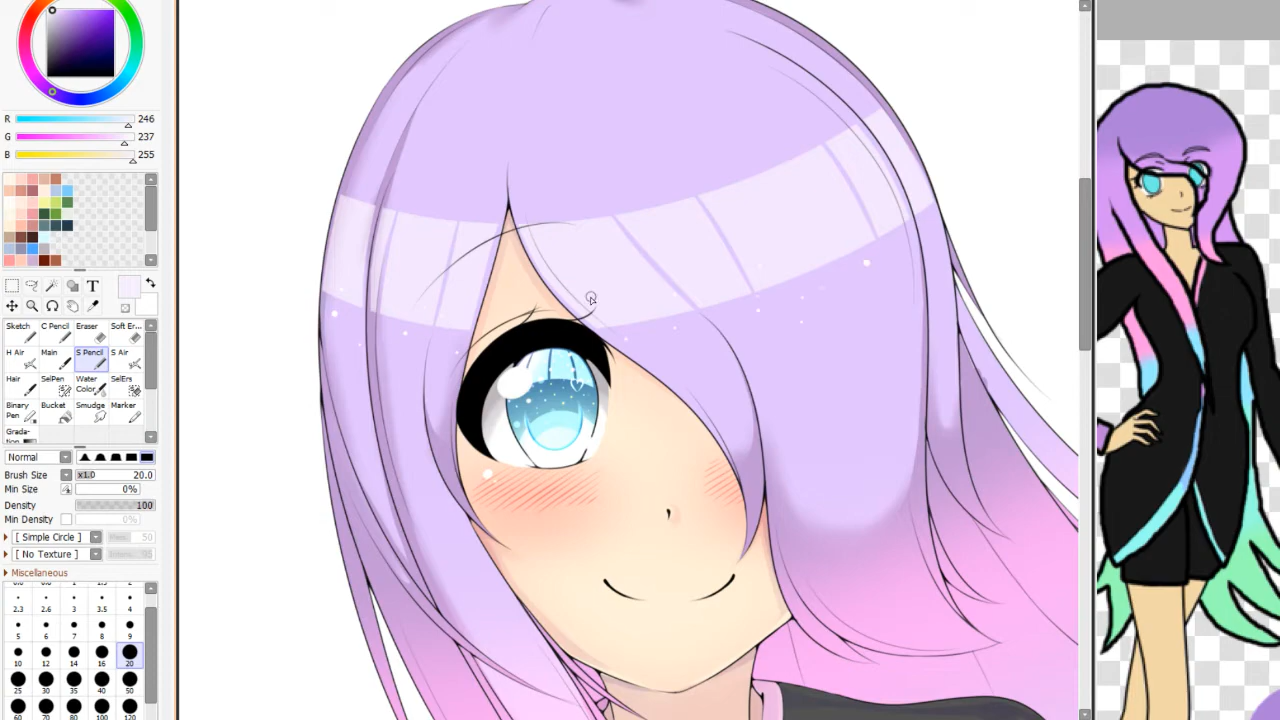 R 246
G 237
B 255
T
Sketch C Pencil Eraser Soft Er...
H Air Main S Pencil S Air
Hair SelPen Water Color... SelErs
Binary Pen Bucket Smudge Marker
Grada- tion
Normal
Brush Size x1.0 20.0
Min Size 0%
Density 100
Min Density 0%
[ Simple Circle ] 50
[ No Texture ] 95
Miscellaneous
2.3 2.6 3 3.5 4
5 6 7 8 9
10 12 14 16 20
25 30 35 40 50
60 70 80 100 120